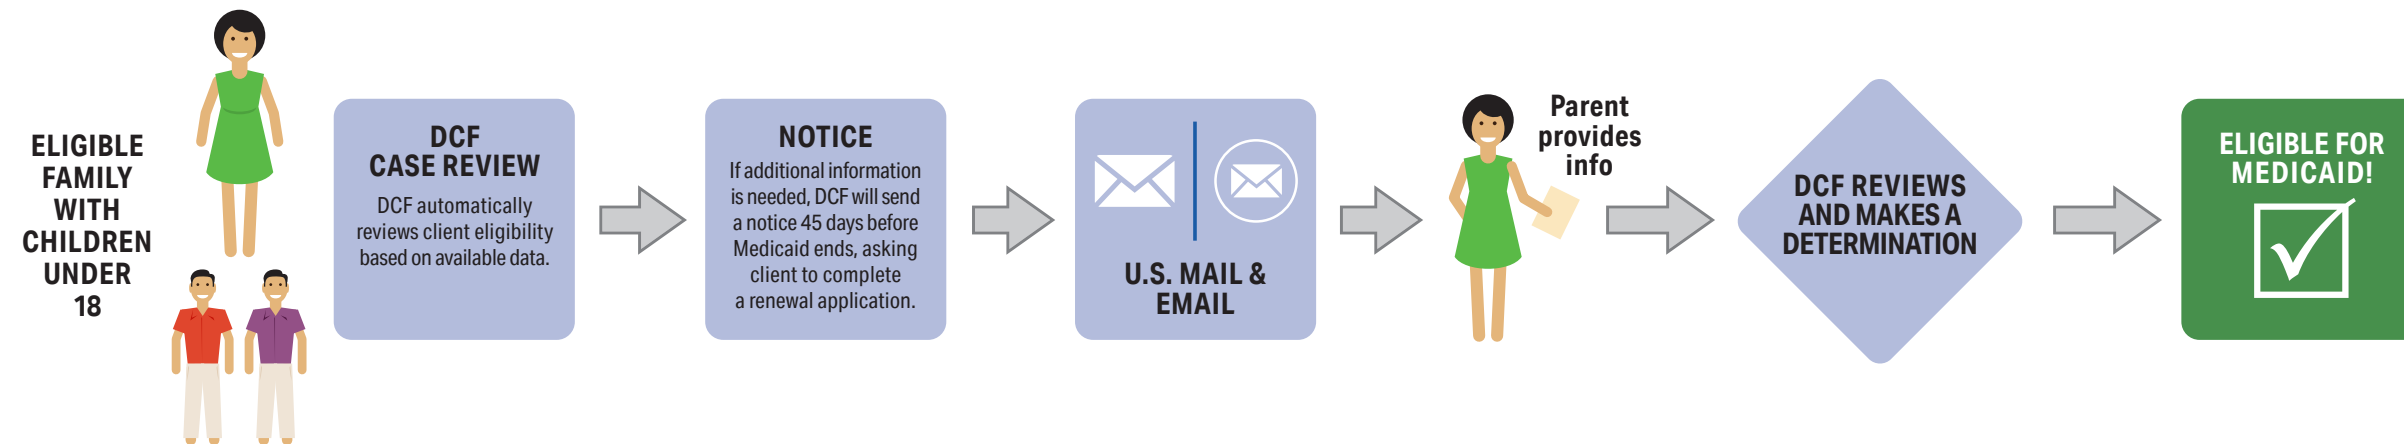 ELIGIBLE
FAMILY
WITH
CHILDREN
UNDER
18
DCF
CASE REVIEW
DCF automatically
reviews client eligibility
based on available data.
NOTICE
If additional information
is needed, DCF will send
a notice 45 days before
Medicaid ends, asking
client to complete
a renewal application.
U.S. MAIL &
EMAIL
Parent
provides
info
DCF REVIEWS
AND MAKES A
DETERMINATION
ELIGIBLE FOR
MEDICAID!